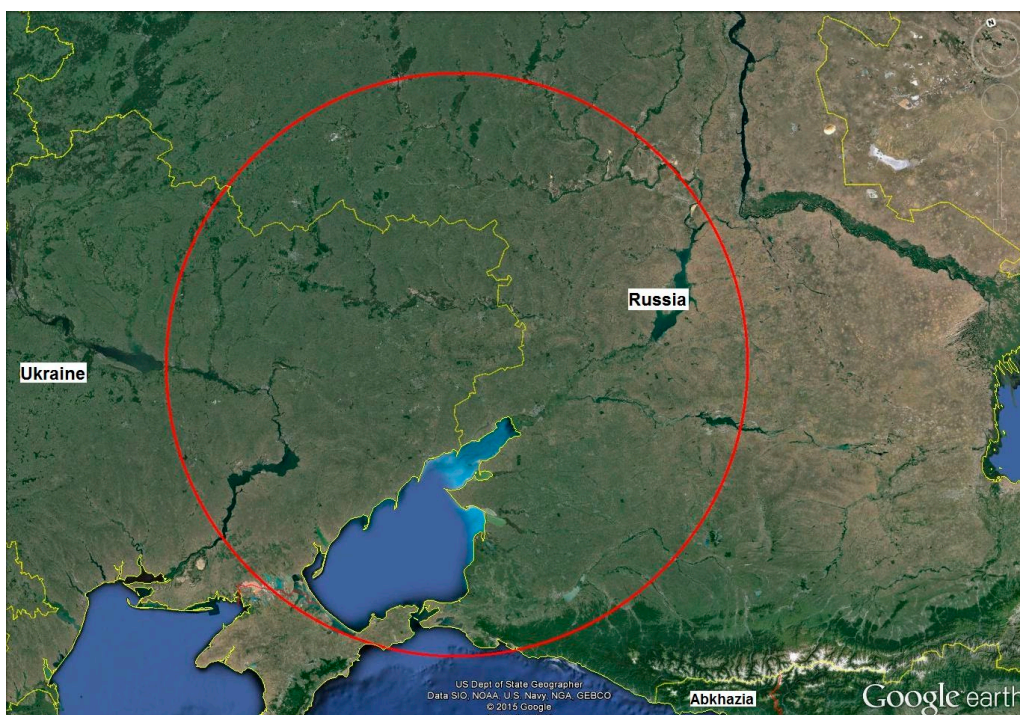 N
Russia
Ukraine
US Dept of State Geographer
Data SIO, NOAA, U.S. Navy, NGA, GEBCO
© 2015 Google
Abkhazia
Google earth